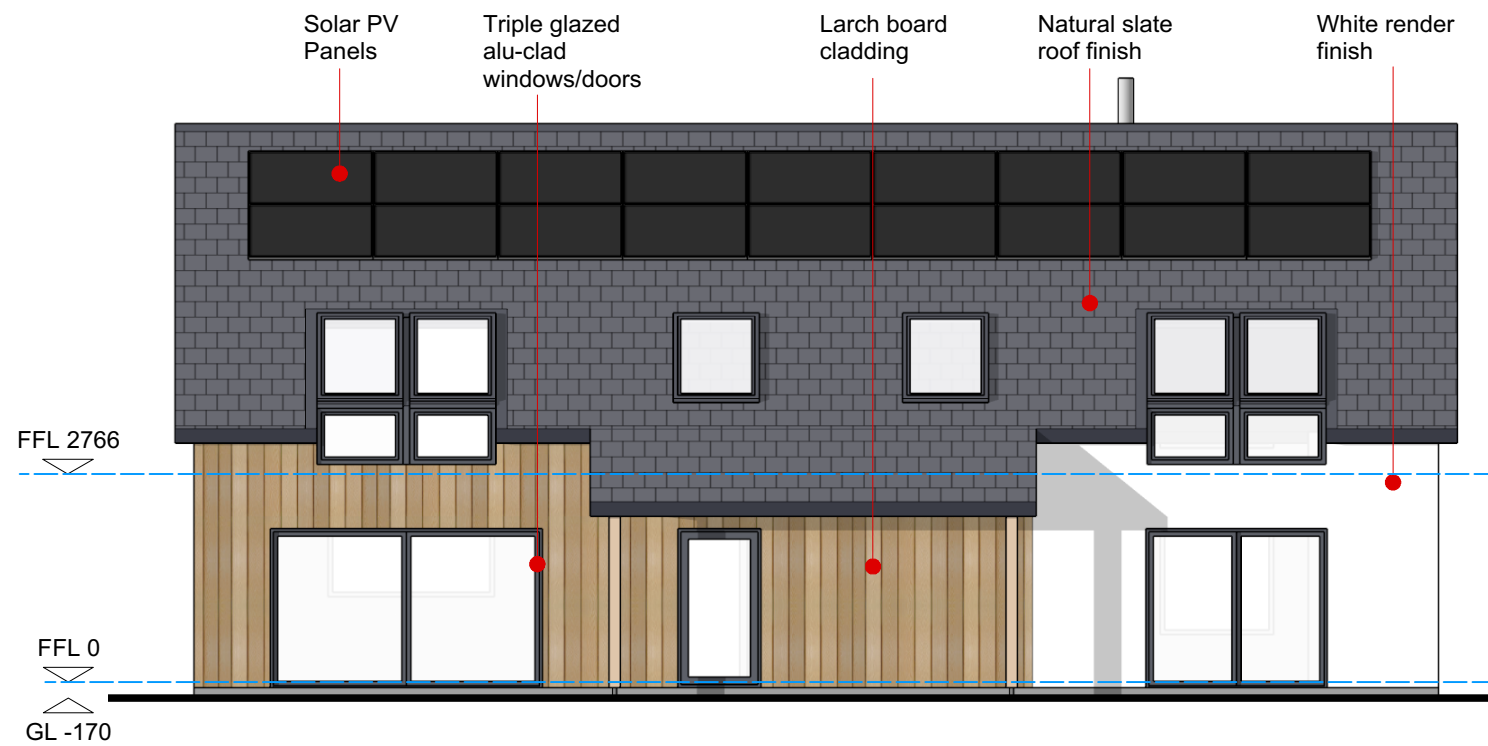 Solar PV
Panels
Triple glazed
alu-clad
windows/doors
Larch board
cladding
Natural slate
roof finish
White render
finish
FFL 2766
FFL 0
GL -170